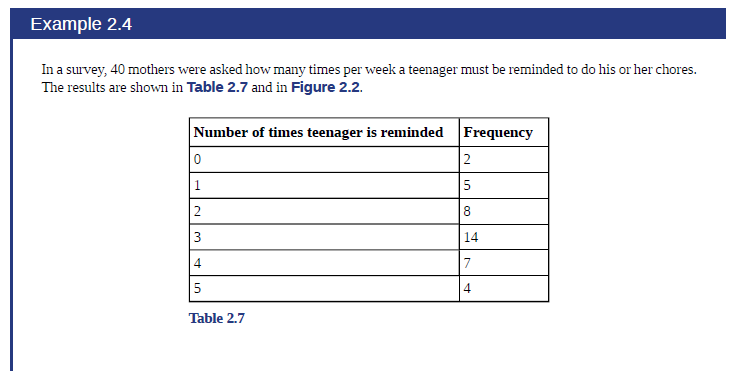 Example 2.4
In a survey, 40 mothers were asked how many times per week a teenager must be reminded to do his or her chores.
The results are shown in Table 2.7 and in Figure 2.2.
Number of times teenager is reminded Frequency
0 2
1 5
2 8
3 14
4 7
5 4
Table 2.7